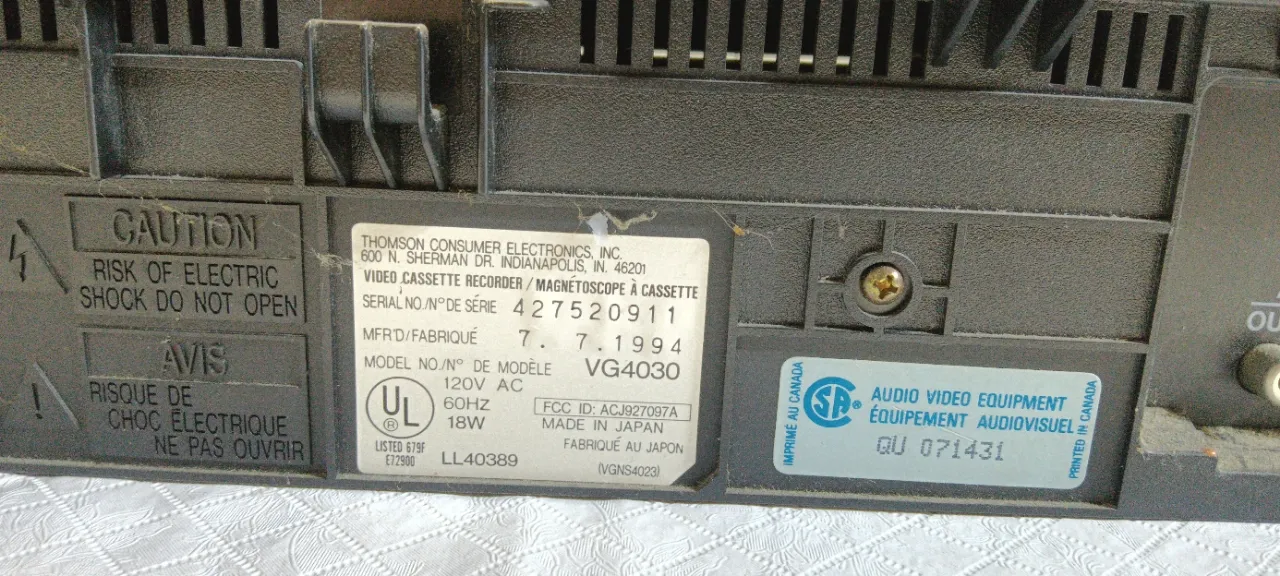 CAUTION
RISK OF ELECTRIC
SHOCK DO NOT OPEN
AVIS
RISQUE DE
CHOC ÉLECTRIQUE
NE PAS OUVRIR
THOMSON CONSUMER ELECTRONICS, INC.
600 N. SHERMAN DR. INDIANAPOLIS, IN. 46201
VIDEO CASSETTE RECORDER / MAGNÉTOSCOPE À CASSETTE
SERIAL NO./Nº DE SÉRIE 427520911
MFR'D/FABRIQUÉ 7. 7.1994
MODEL NO./Nº DE MODÈLE VG4030
120V AC
60HZ
18W
UL
®
LISTED 679F
E72900
LL40389
FCC ID: ACJ927097A
MADE IN JAPAN
FABRIQUÉ AU JAPON
(VGNS4023)
IMPRIMÉ AU CANADA
SA ®
AUDIO VIDEO EQUIPMENT
ÉQUIPEMENT AUDIOVISUEL
QU 071431
PRINTED IN CANADA
OU